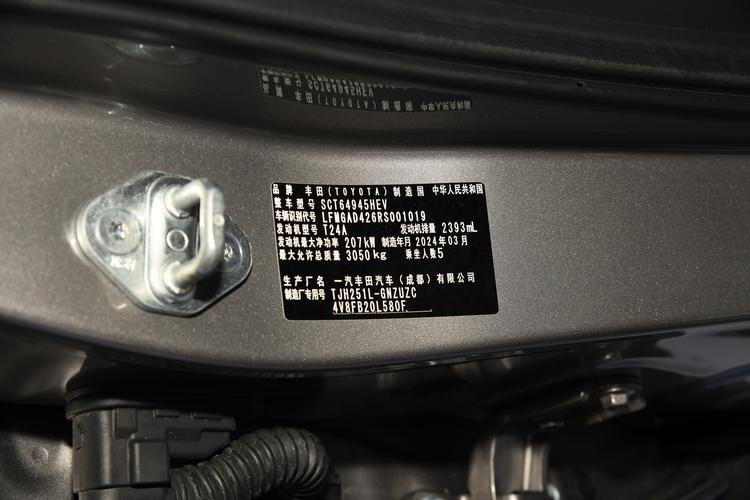 品牌 丰田(TOYOTA) 制造国 中华人民共和国
整车型号 SCT64945HEV
车辆识别代号 LFMGAD426RS001019
发动机型号 T24A 发动机排量 2393mL
发动机最大净功率 207kW 制造年月 2024年03月
最大允许总质量 3050kg 乘坐人数 5
生产厂名 一汽丰田汽车(成都)有限公司
制造厂专用号 TJH251L-GNZUZC
4V8FB20L580F